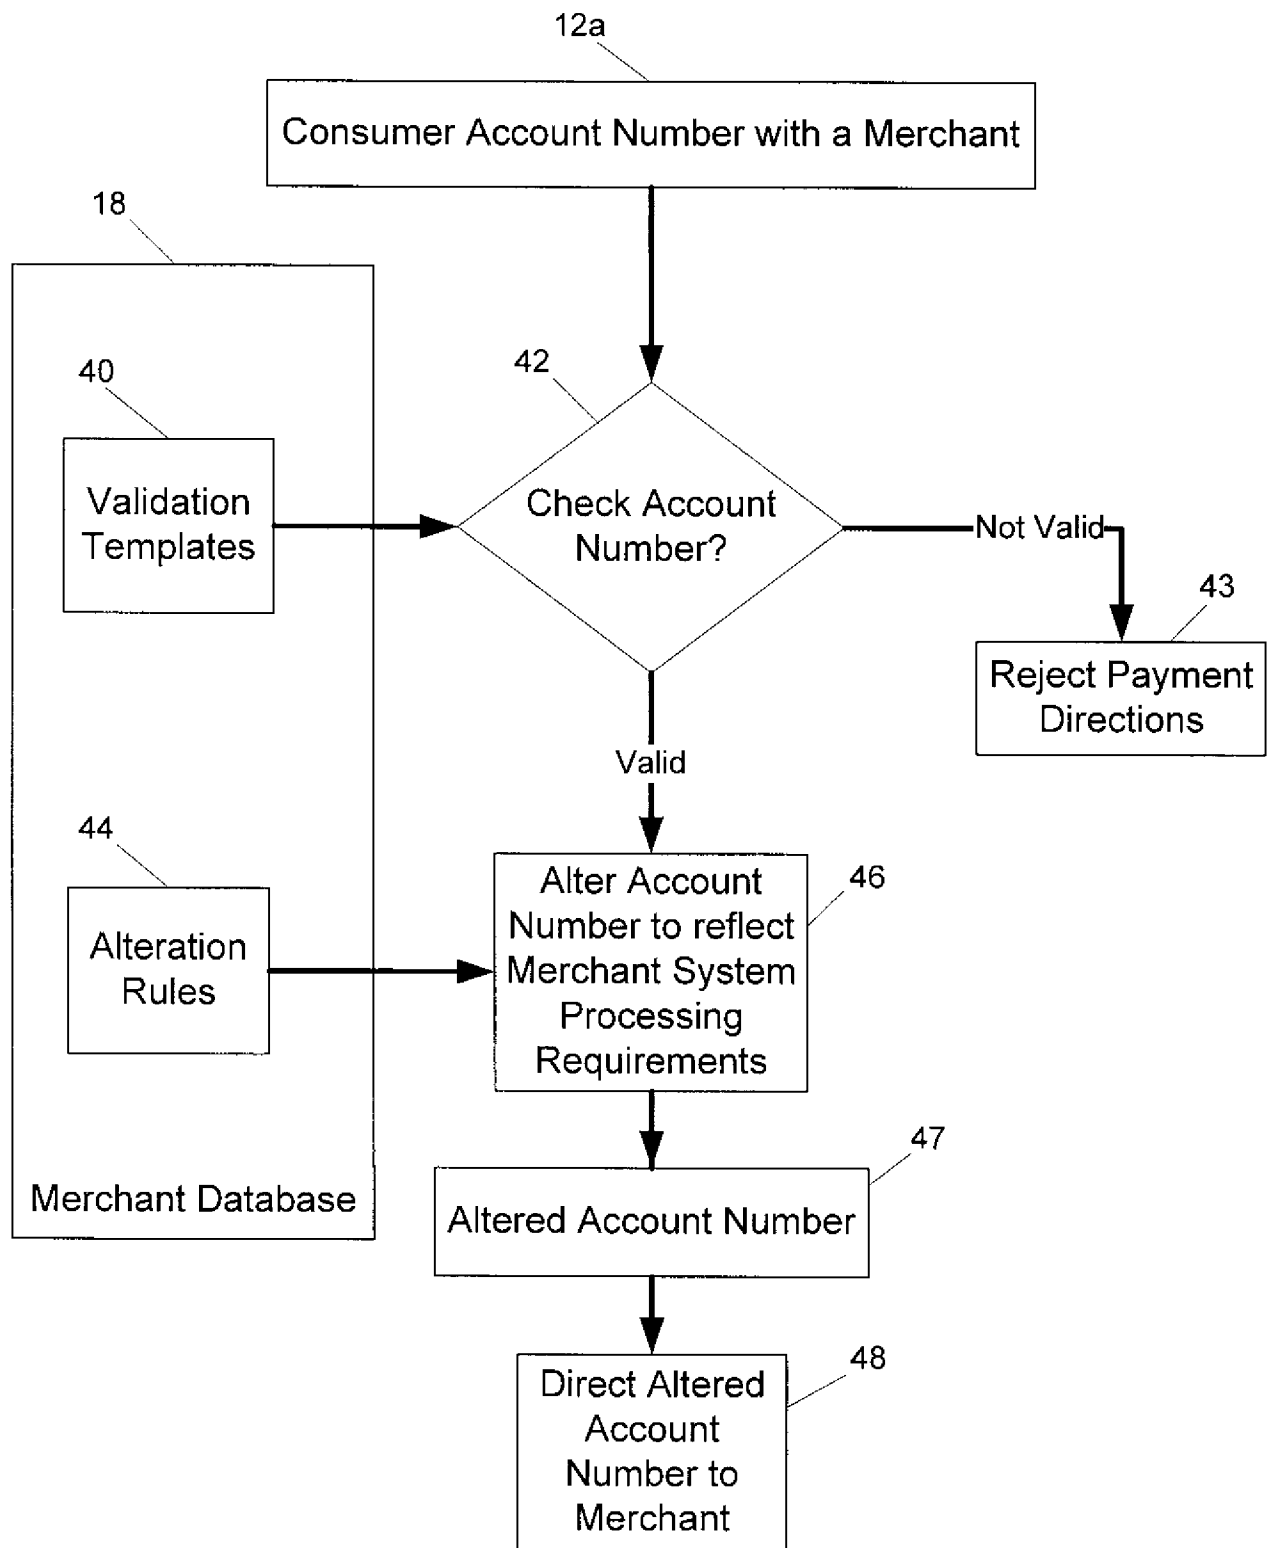 12a
Consumer Account Number with a Merchant
18
40
Validation
Templates
42
Check Account
Number?
Not Valid
43
Reject Payment
Directions
Valid
44
Alteration
Rules
46
Alter Account
Number to reflect
Merchant System
Processing
Requirements
Merchant Database
47
Altered Account Number
48
Direct Altered
Account
Number to
Merchant